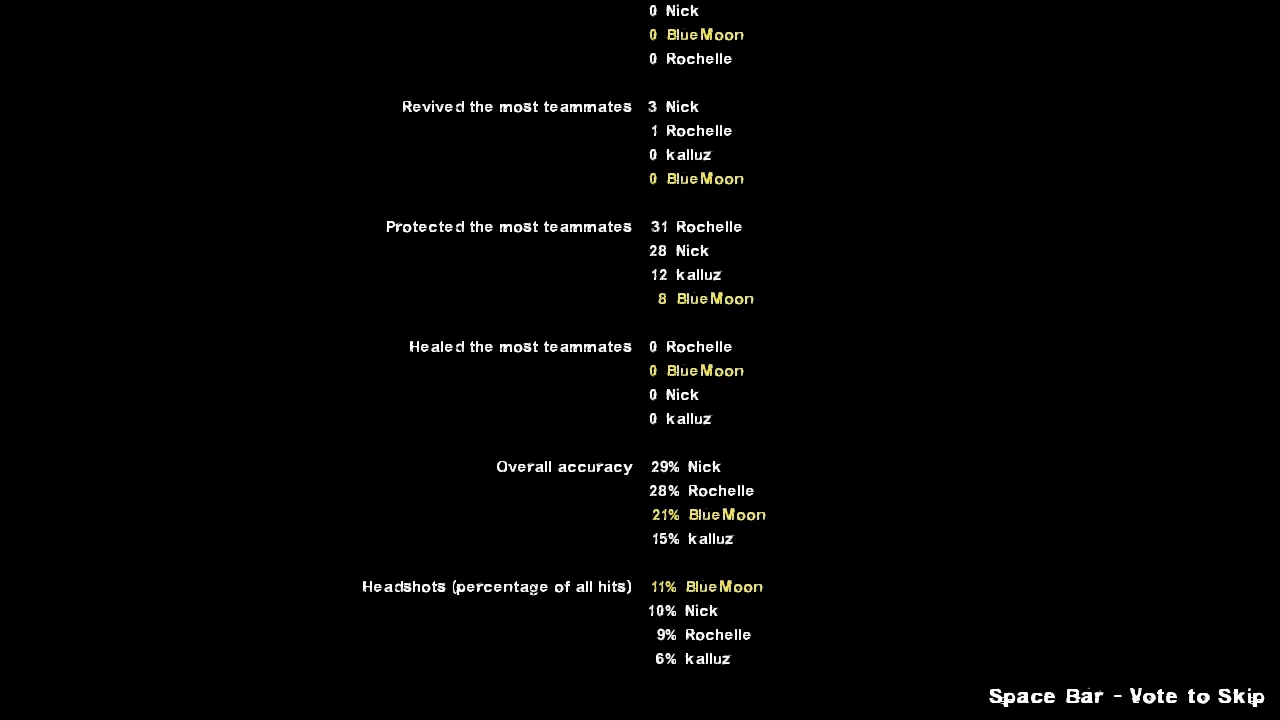 0 Nick
0 BlueMoon
0 Rochelle
Revived the most teammates 3 Nick
1 Rochelle
0 kalluz
0 BlueMoon
Protected the most teammates 31 Rochelle
28 Nick
12 kalluz
8 BlueMoon
Healed the most teammates 0 Rochelle
0 BlueMoon
0 Nick
0 kalluz
Overall accuracy 29% Nick
28% Rochelle
21% BlueMoon
15% kalluz
Headshots (percentage of all hits) 11% BlueMoon
10% Nick
9% Rochelle
6% kalluz
Space Bar - Vote to Skip